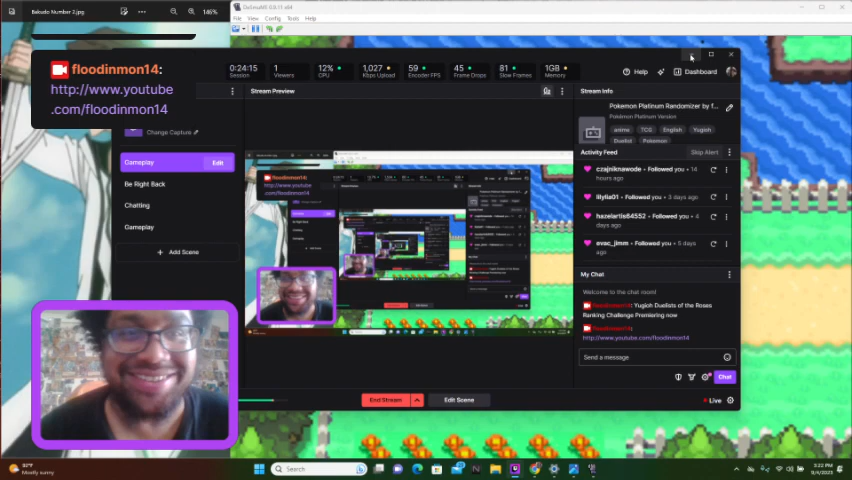 Bakudo Number 2.jpg
146%
DeSmuME 0.9.11 x64
File View Config Tools Help
floodinmon14:
http://www.youtube
.com/floodinmon14
0:24:15
Session
1
Viewers
12%
CPU
1,027
Kbps Upload
59
Encoder FPS
45
Frame Drops
81
Slow Frames
1GB
Memory
Help
Dashboard
Change Capture
Gameplay
Edit
Be Right Back
Chatting
Gameplay
Add Scene
Stream Preview
End Stream
Edit Scene
Stream Info
Pokemon Platinum Randomizer by f...
Pokémon Platinum Version
anime TCG English Yugioh
Duelist Pokemon
Activity Feed
Skip Alert
czajniknawode • Followed you • 14
hours ago
lilylia01 • Followed you • 3 days ago
hazelartis64552 • Followed you • 4
days ago
evac_jimm • Followed you • 5 days
ago
My Chat
Welcome to the chat room!
floodinmon14: Yugioh Duelists of the Roses
Ranking Challenge Premiering now
floodinmon14:
http://www.youtube.com/floodinmon14
Send a message
Chat
Live
Mostly sunny
Search
3:22 PM
9/4/2023